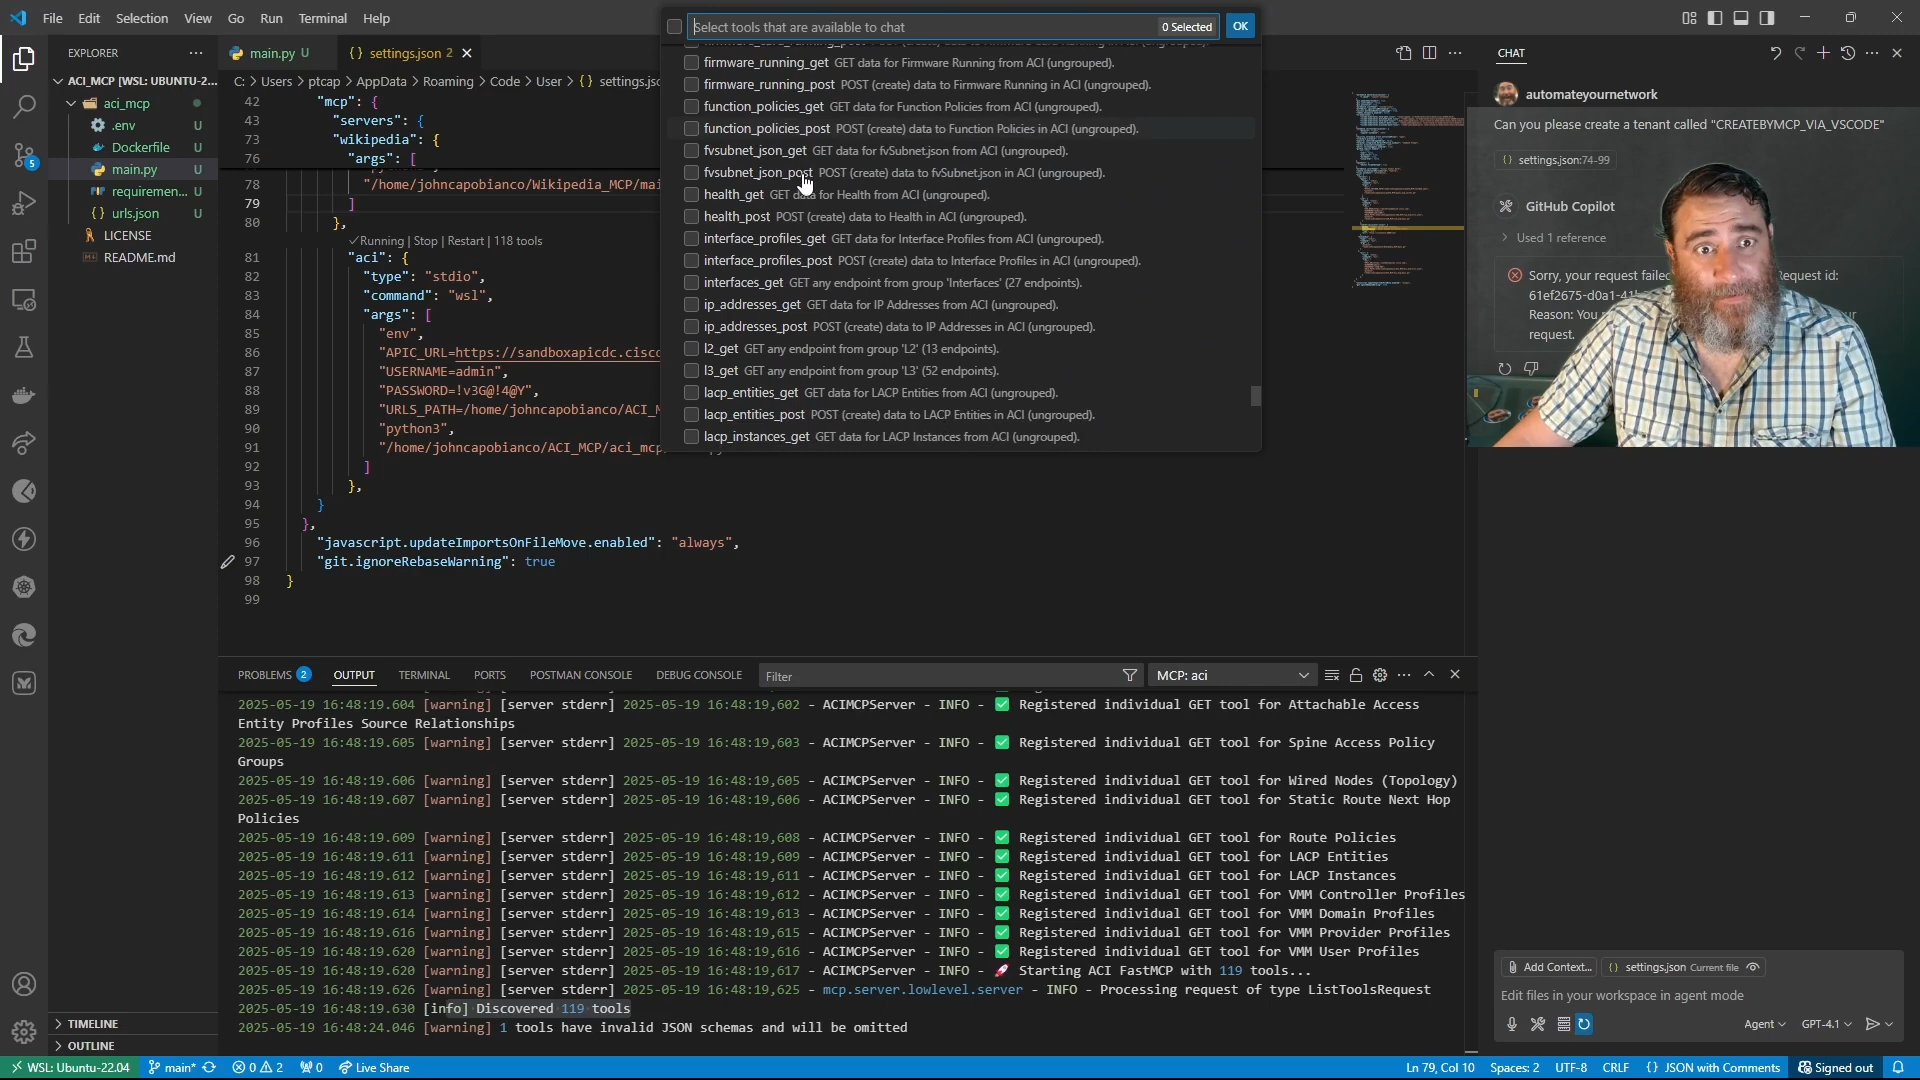 File Edit Selection View Go Run Terminal Help
Select tools that are available to chat
0 Selected
OK
EXPLORER
main.py U
settings.json 2
CHAT
ACI_MCP [WSL: UBUNTU-2...
aci_mcp
.env U
Dockerfile U
main.py U
requiremen... U
urls.json U
LICENSE
README.md
TIMELINE
OUTLINE
C: > Users > ptcap > AppData > Roaming > Code > User > {} settings.jso
42 "mcp": {
43 "servers": {
73 "wikipedia": {
76 "args": [
78 "/home/johncapobianco/Wikipedia_MCP/mai
79 ]
80 },
✓Running | Stop | Restart | 118 tools
81 "aci": {
82 "type": "stdio",
83 "command": "wsl",
84 "args": [
85 "env",
86 "APIC_URL=https://sandboxapicdc.cisco
87 "USERNAME=admin",
88 "PASSWORD=!v3G@!4@Y",
89 "URLS_PATH=/home/johncapobianco/ACI_M
90 "python3",
91 "/home/johncapobianco/ACI_MCP/aci_mcp
92 ]
93 },
94 }
95 },
96 "javascript.updateImportsOnFileMove.enabled": "always",
97 "git.ignoreRebaseWarning": true
98 }
99
firmware_running_get GET data for Firmware Running from ACI (ungrouped).
firmware_running_post POST (create) data to Firmware Running in ACI (ungrouped).
function_policies_get GET data for Function Policies from ACI (ungrouped).
function_policies_post POST (create) data to Function Policies in ACI (ungrouped).
fvsubnet_json_get GET data for fvSubnet.json from ACI (ungrouped).
fvsubnet_json_post POST (create) data to fvSubnet.json in ACI (ungrouped).
health_get GET data for Health from ACI (ungrouped).
health_post POST (create) data to Health in ACI (ungrouped).
interface_profiles_get GET data for Interface Profiles from ACI (ungrouped).
interface_profiles_post POST (create) data to Interface Profiles in ACI (ungrouped).
interfaces_get GET any endpoint from group 'Interfaces' (27 endpoints).
ip_addresses_get GET data for IP Addresses from ACI (ungrouped).
ip_addresses_post POST (create) data to IP Addresses in ACI (ungrouped).
l2_get GET any endpoint from group 'L2' (13 endpoints).
l3_get GET any endpoint from group 'L3' (52 endpoints).
lacp_entities_get GET data for LACP Entities from ACI (ungrouped).
lacp_entities_post POST (create) data to LACP Entities in ACI (ungrouped).
lacp_instances_get GET data for LACP Instances from ACI (ungrouped).
automateyournetwork
Can you please create a tenant called "CREATEBYMCP_VIA_VSCODE"
{} settings.json:74-99
GitHub Copilot
Used 1 reference
Sorry, your request failed
equest id:
61ef2675-d0a1-41
Reason: You
request.
PROBLEMS 2 OUTPUT TERMINAL PORTS POSTMAN CONSOLE DEBUG CONSOLE
Filter
MCP: aci
2025-05-19 16:48:19.604 [warning] [server stderr] 2025-05-19 16:48:19,602 - ACIMCPServer - INFO - ✅ Registered individual GET tool for Attachable Access
Entity Profiles Source Relationships
2025-05-19 16:48:19.605 [warning] [server stderr] 2025-05-19 16:48:19,603 - ACIMCPServer - INFO - ✅ Registered individual GET tool for Spine Access Policy
Groups
2025-05-19 16:48:19.606 [warning] [server stderr] 2025-05-19 16:48:19,605 - ACIMCPServer - INFO - ✅ Registered individual GET tool for Wired Nodes (Topology)
2025-05-19 16:48:19.607 [warning] [server stderr] 2025-05-19 16:48:19,606 - ACIMCPServer - INFO - ✅ Registered individual GET tool for Static Route Next Hop
Policies
2025-05-19 16:48:19.609 [warning] [server stderr] 2025-05-19 16:48:19,608 - ACIMCPServer - INFO - ✅ Registered individual GET tool for Route Policies
2025-05-19 16:48:19.611 [warning] [server stderr] 2025-05-19 16:48:19,609 - ACIMCPServer - INFO - ✅ Registered individual GET tool for LACP Entities
2025-05-19 16:48:19.612 [warning] [server stderr] 2025-05-19 16:48:19,611 - ACIMCPServer - INFO - ✅ Registered individual GET tool for LACP Instances
2025-05-19 16:48:19.613 [warning] [server stderr] 2025-05-19 16:48:19,612 - ACIMCPServer - INFO - ✅ Registered individual GET tool for VMM Controller Profiles
2025-05-19 16:48:19.614 [warning] [server stderr] 2025-05-19 16:48:19,613 - ACIMCPServer - INFO - ✅ Registered individual GET tool for VMM Domain Profiles
2025-05-19 16:48:19.616 [warning] [server stderr] 2025-05-19 16:48:19,615 - ACIMCPServer - INFO - ✅ Registered individual GET tool for VMM Provider Profiles
2025-05-19 16:48:19.620 [warning] [server stderr] 2025-05-19 16:48:19,616 - ACIMCPServer - INFO - ✅ Registered individual GET tool for VMM User Profiles
2025-05-19 16:48:19.620 [warning] [server stderr] 2025-05-19 16:48:19,617 - ACIMCPServer - INFO - 🚀 Starting ACI FastMCP with 119 tools...
2025-05-19 16:48:19.626 [warning] [server stderr] 2025-05-19 16:48:19,625 - mcp.server.lowlevel.server - INFO - Processing request of type ListToolsRequest
2025-05-19 16:48:19.630 [info] Discovered 119 tools
2025-05-19 16:48:24.046 [warning] 1 tools have invalid JSON schemas and will be omitted
Add Context...
{} settings.json Current file
Edit files in your workspace in agent mode
Agent
GPT-4.1
WSL: Ubuntu-22.04
main*
0 2
0
Live Share
Ln 79, Col 10
Spaces: 2
UTF-8
CRLF
{} JSON with Comments
Signed out